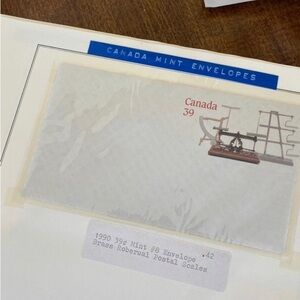 CANADA MINT ENVELOPES
Canada
39
1990 39¢ Mint #8 Envelope .42
Brass Roberval Postal Scales